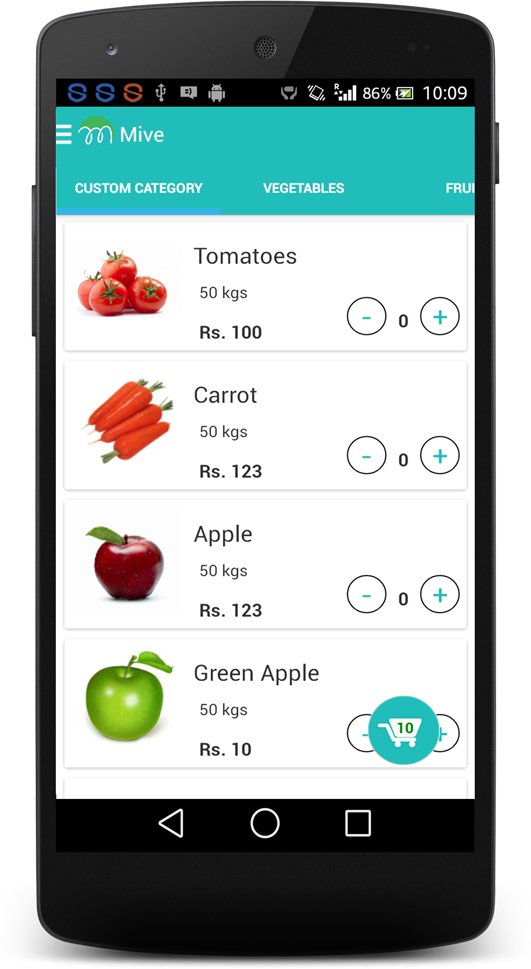 86% 10:09
Mive
CUSTOM CATEGORY VEGETABLES FRUI
Tomatoes
50 kgs
Rs. 100
- 0 +
Carrot
50 kgs
Rs. 123
- 0 +
Apple
50 kgs
Rs. 123
- 0 +
Green Apple
50 kgs
Rs. 10
- 10 +